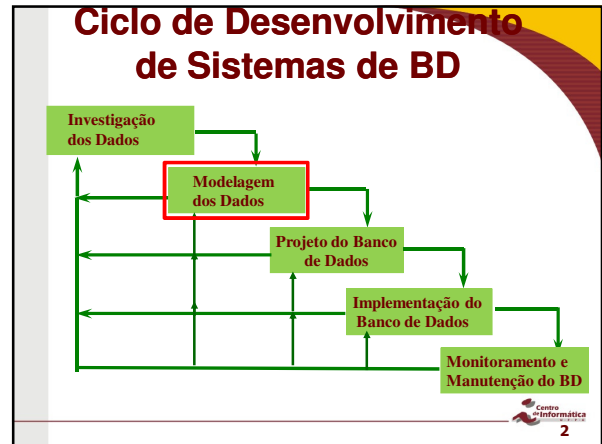 Ciclo de Desenvolvimento
de Sistemas de BD
Investigação
dos Dados
Modelagem
dos Dados
Projeto do Banco
de Dados
Implementação do
Banco de Dados
Monitoramento e
Manutenção do BD
Centro
de Informática
2